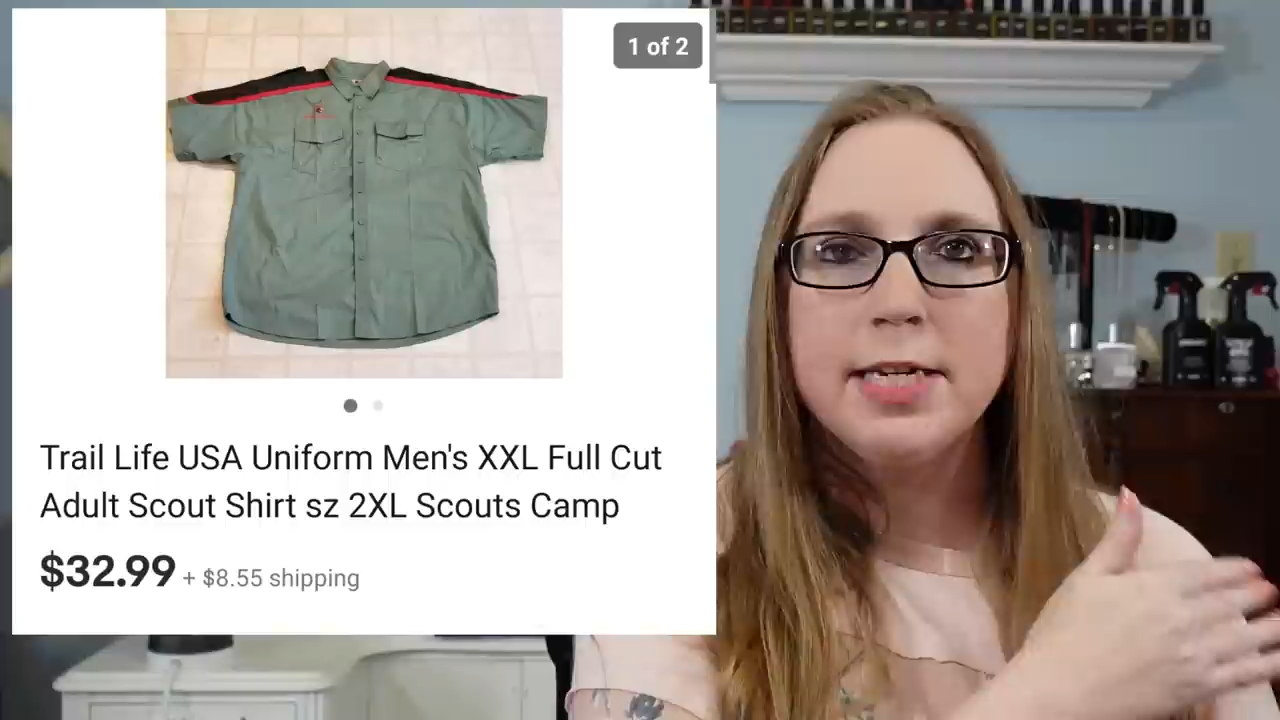 1 of 2
Trail Life USA Uniform Men's XXL Full Cut
Adult Scout Shirt sz 2XL Scouts Camp
$32.99 + $8.55 shipping